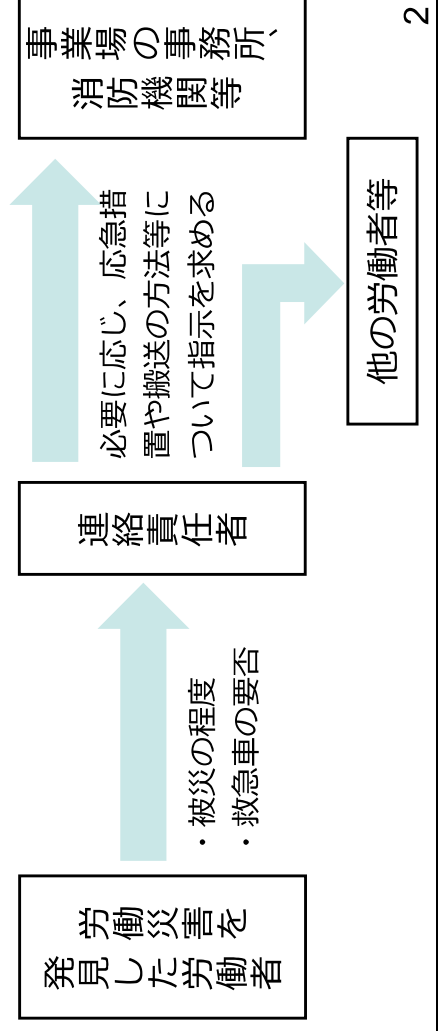 労働災害を
発見した労働
者
・被災の程度
・救急車の要否
連絡責任者
必要に応じ、応急措
置や搬送の方法等に
ついて指示を求める
事業場の事務所、
消防機関等
他の労働者等
2